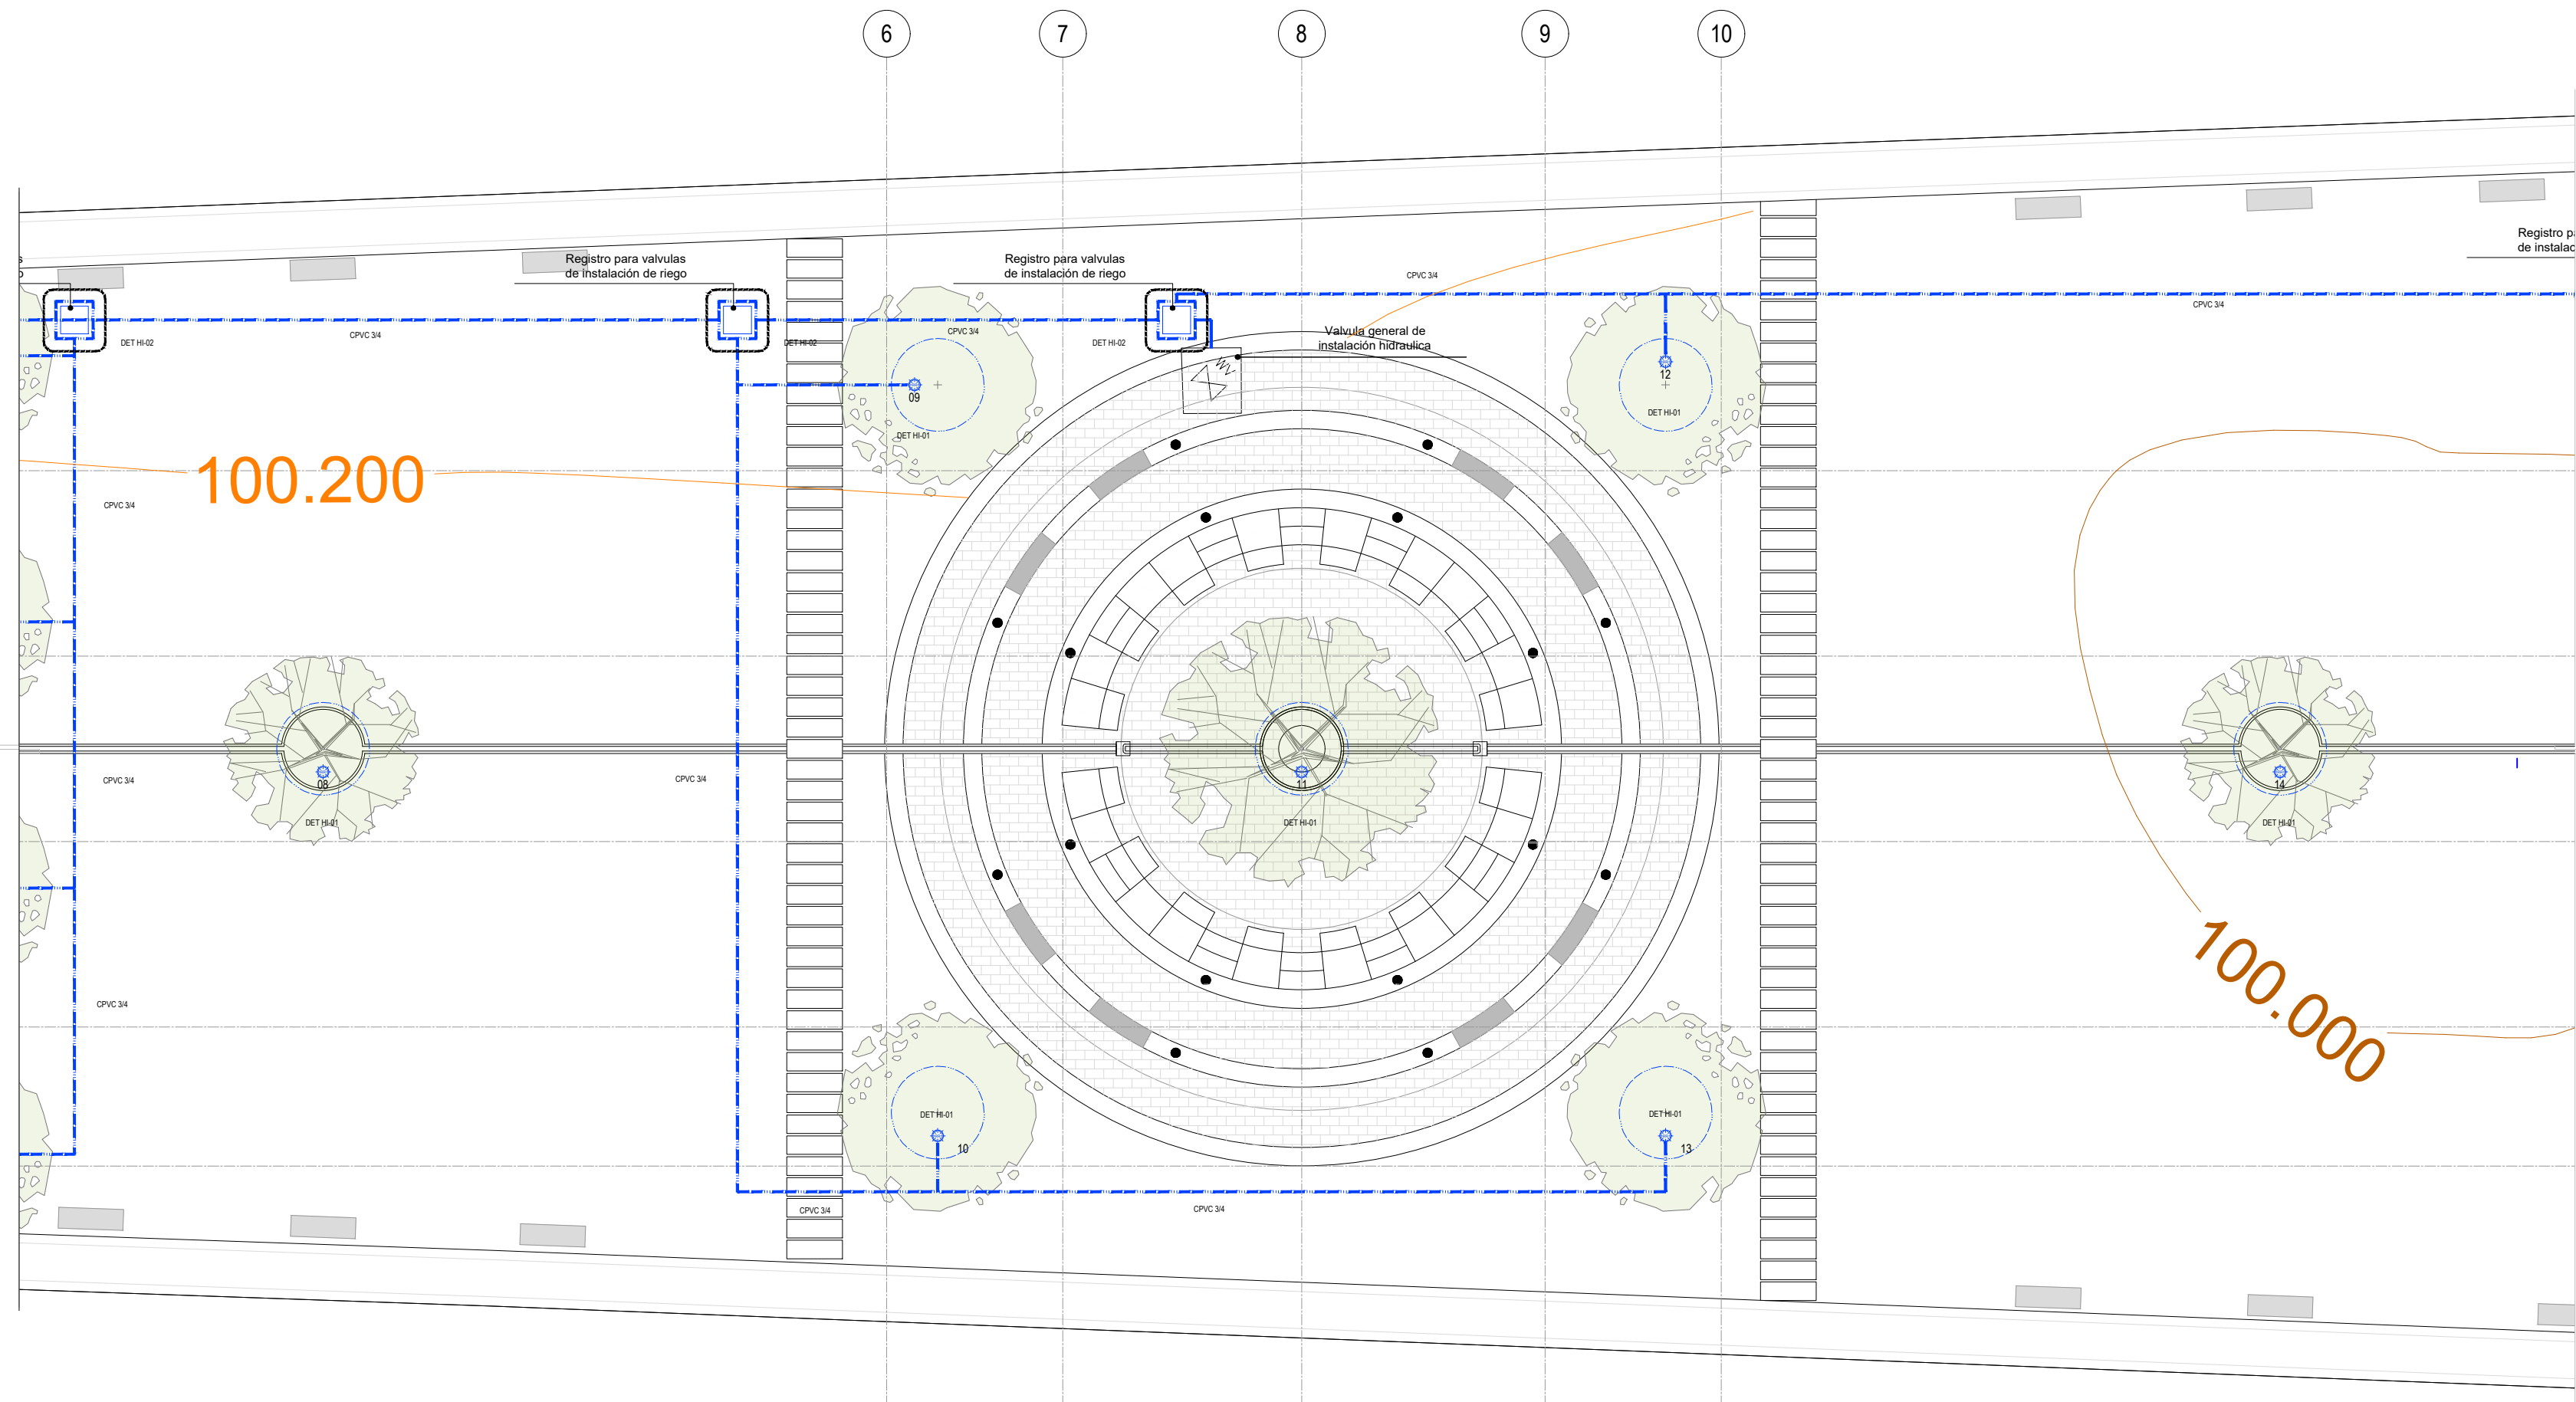 6
7
8
9
10
Registro para valvulas
de instalación de riego
Registro para valvulas
de instalación de riego
CPVC 3/4
Registro p
de instalac
s
o
CPVC 3/4
CPVC 3/4
CPVC 3/4
Valvula general de
instalación hidraulica
DET HI-02
DET HI-02
DET HI-02
09
12
DET HI-01
DET HI-01
100.200
CPVC 3/4
CPVC 3/4
CPVC 3/4
08
11
14
DET HI-01
DET HI-01
DET HI-01
CPVC 3/4
100.000
DET HI-01
DET HI-01
10
13
CPVC 3/4
CPVC 3/4